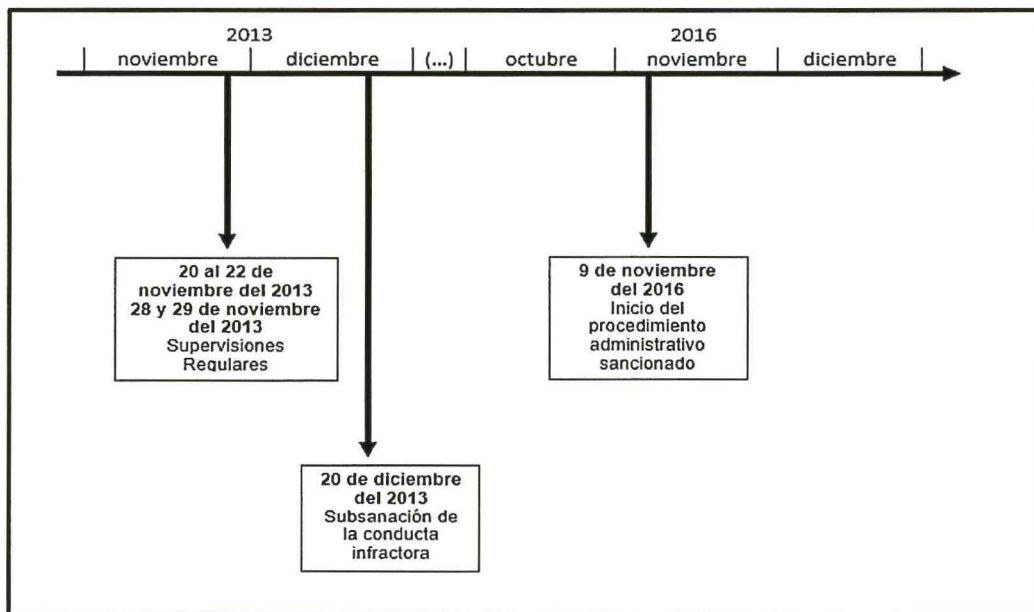 2013 2016
noviembre diciembre (...) octubre noviembre diciembre
20 al 22 de
noviembre del 2013
28 y 29 de noviembre
del 2013
Supervisiones
Regulares
9 de noviembre
del 2016
Inicio del
procedimiento
administrativo
sancionado
20 de diciembre
del 2013
Subsanación de
la conducta
infractora